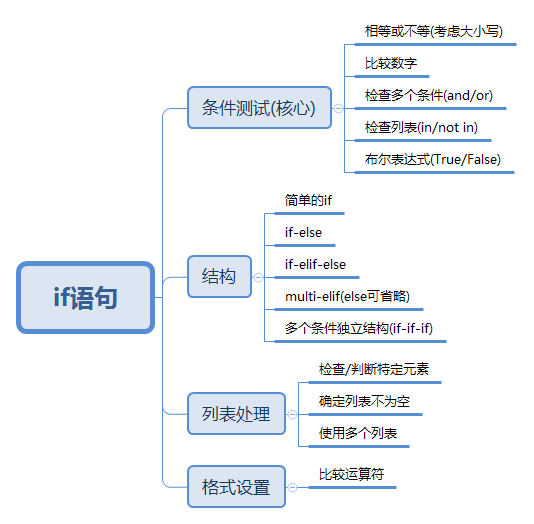 if语句
条件测试(核心)
相等或不等(考虑大小写)
比较数字
检查多个条件(and/or)
检查列表(in/not in)
布尔表达式(True/False)
结构
简单的if
if-else
if-elif-else
multi-elif(else可省略)
多个条件独立结构(if-if-if)
列表处理
检查/判断特定元素
确定列表不为空
使用多个列表
格式设置
比较运算符